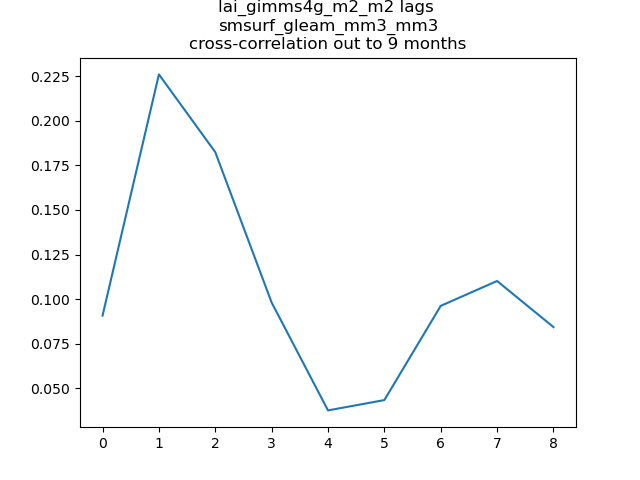 lai_gimms4g_m2_m2 lags
smsurf_gleam_mm3_mm3
cross-correlation out to 9 months
0.225
0.200
0.175
0.150
0.125
0.100
0.075
0.050
0 1 2 3 4 5 6 7 8